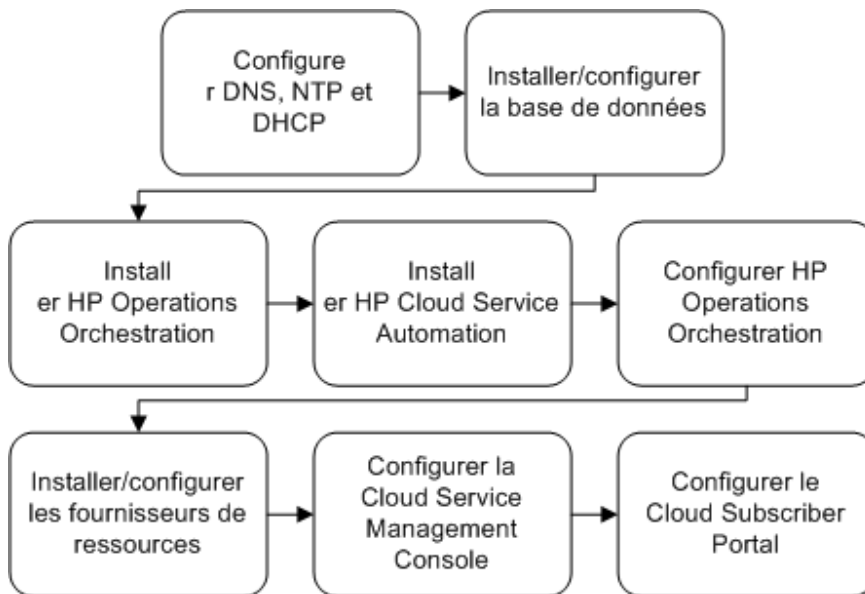 Configure
r DNS, NTP et
DHCP
Installer/configurer
la base de données
Install
er HP Operations
Orchestration
Install
er HP Cloud Service
Automation
Configurer HP
Operations
Orchestration
Installer/configurer
les fournisseurs de
ressources
Configurer la
Cloud Service
Management
Console
Configurer le
Cloud Subscriber
Portal